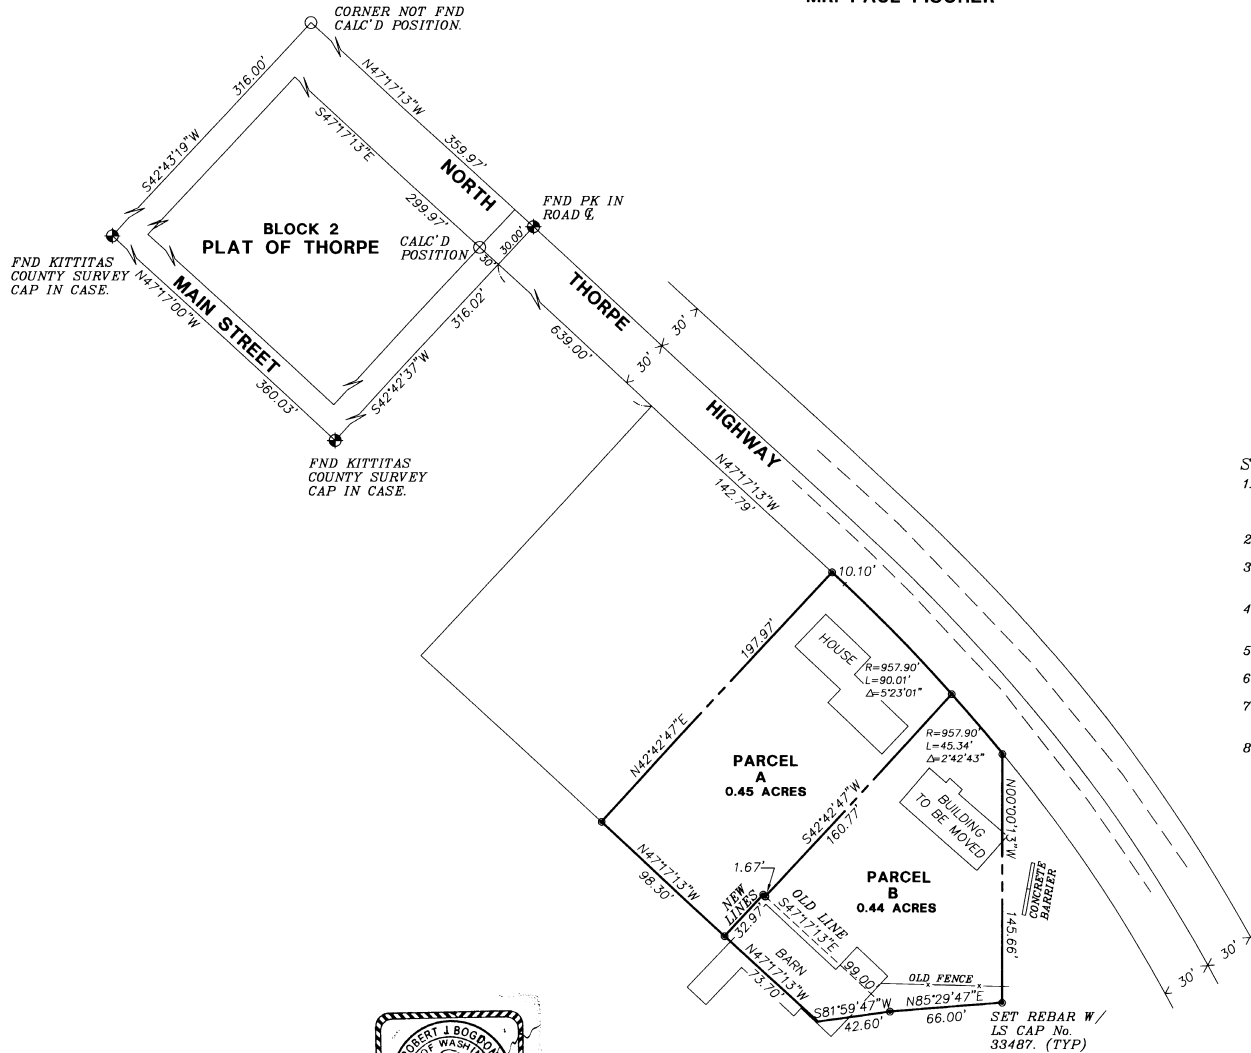 CORNER NOT FND
CALC'D POSITION.
316.00'
N47°17'13"W
S42°43'19"W
S47°17'13"E
359.97'
NORTH
299.97'
FND PK IN
ROAD ℄
BLOCK 2
PLAT OF THORPE
CALC'D
POSITION
30'
30.00'
FND KITTITAS
COUNTY SURVEY
CAP IN CASE.
N47°17'00"W
MAIN STREET
360.03'
316.02'
S42°42'37"W
FND KITTITAS
COUNTY SURVEY
CAP IN CASE.
THORPE
639.00'
30'
30'
HIGHWAY
N47°17'13"W
142.79'
10.10'
197.97'
N42°42'47"E
HOUSE
R=957.90'
L=90.01'
Δ=5°23'01"
R=957.90'
L=45.34'
Δ=2°42'43"
PARCEL
A
0.45 ACRES
S42°42'47"W
160.77'
BUILDING
TO BE MOVED
N00°00'13"W
145.66'
CONCRETE
BARRIER
N47°17'13"W
98.30'
1.67'
NEW
LINES
32.97'
OLD LINE
S47°17'13"E
99.00'
PARCEL
B
0.44 ACRES
BARN
N47°17'13"W
73.70'
OLD FENCE
S81°59'47"W
42.60'
N85°29'47"E
66.00'
SET REBAR W/
LS CAP No.
33487. (TYP)
30'
30'
1.
2
3
4
5
6
7
8